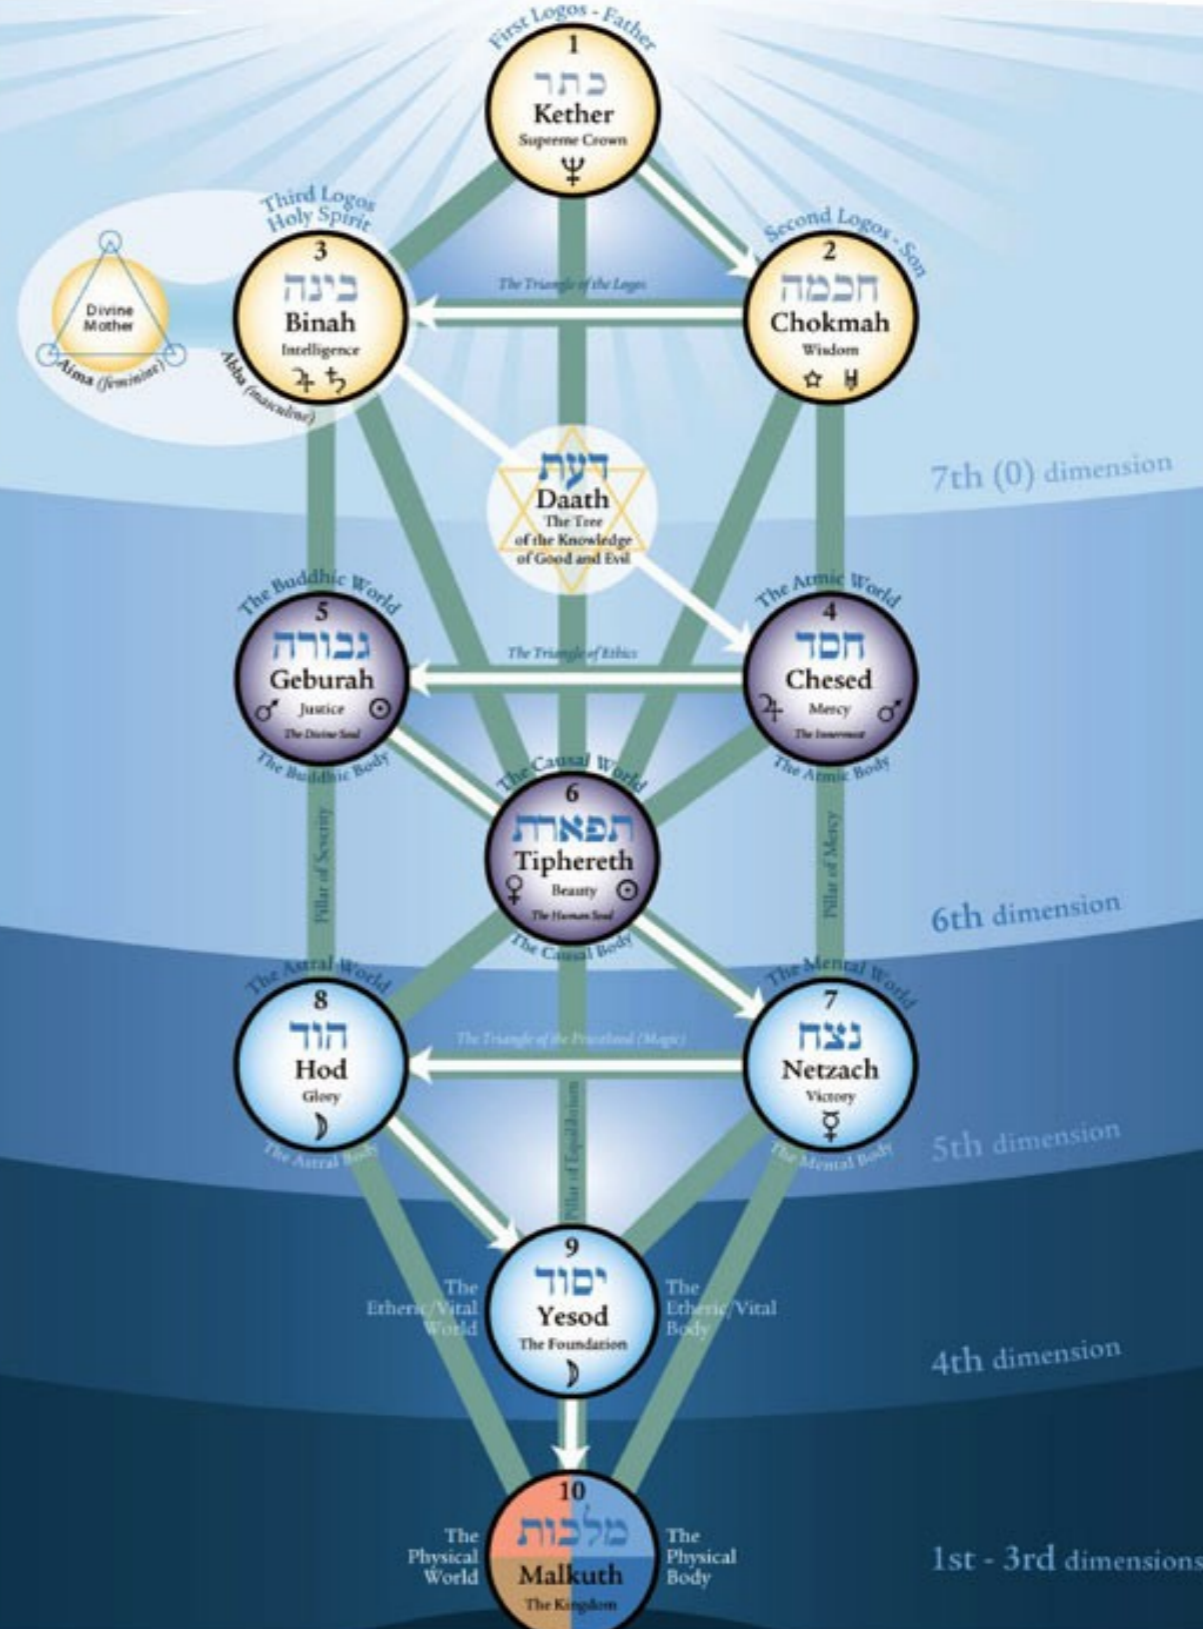 First Logos - Father
1
כתר
Kether
Supreme Crown
Third Logos
Holy Spirit
3
בינה
Binah
Intelligence
Abba (masculine)
Divine
Mother
Aima (feminine)
Second Logos - Son
2
חכמה
Chokmah
Wisdom
The Triangle of the Logos
דעת
Daath
The Tree
of the Knowledge
of Good and Evil
7th (0) dimension
The Buddhic World
5
גבורה
Geburah
Justice
The Divine Soul
The Buddhic Body
The Atmic World
4
חסד
Chesed
Mercy
The Innermost
The Atmic Body
The Triangle of Ethics
The Causal World
6
תפארת
Tiphereth
Beauty
The Human Soul
The Causal Body
Pillar of Severity
Pillar of Mercy
6th dimension
The Astral World
8
הוד
Hod
Glory
The Astral Body
The Mental World
7
נצח
Netzach
Victory
The Mental Body
The Triangle of the Priesthood (Magic)
Pillar of Equilibrium
5th dimension
9
יסוד
Yesod
The Foundation
The
Etheric/Vital
World
The
Etheric/Vital
Body
4th dimension
10
מלכות
Malkuth
The Kingdom
The
Physical
World
The
Physical
Body
1st - 3rd dimensions